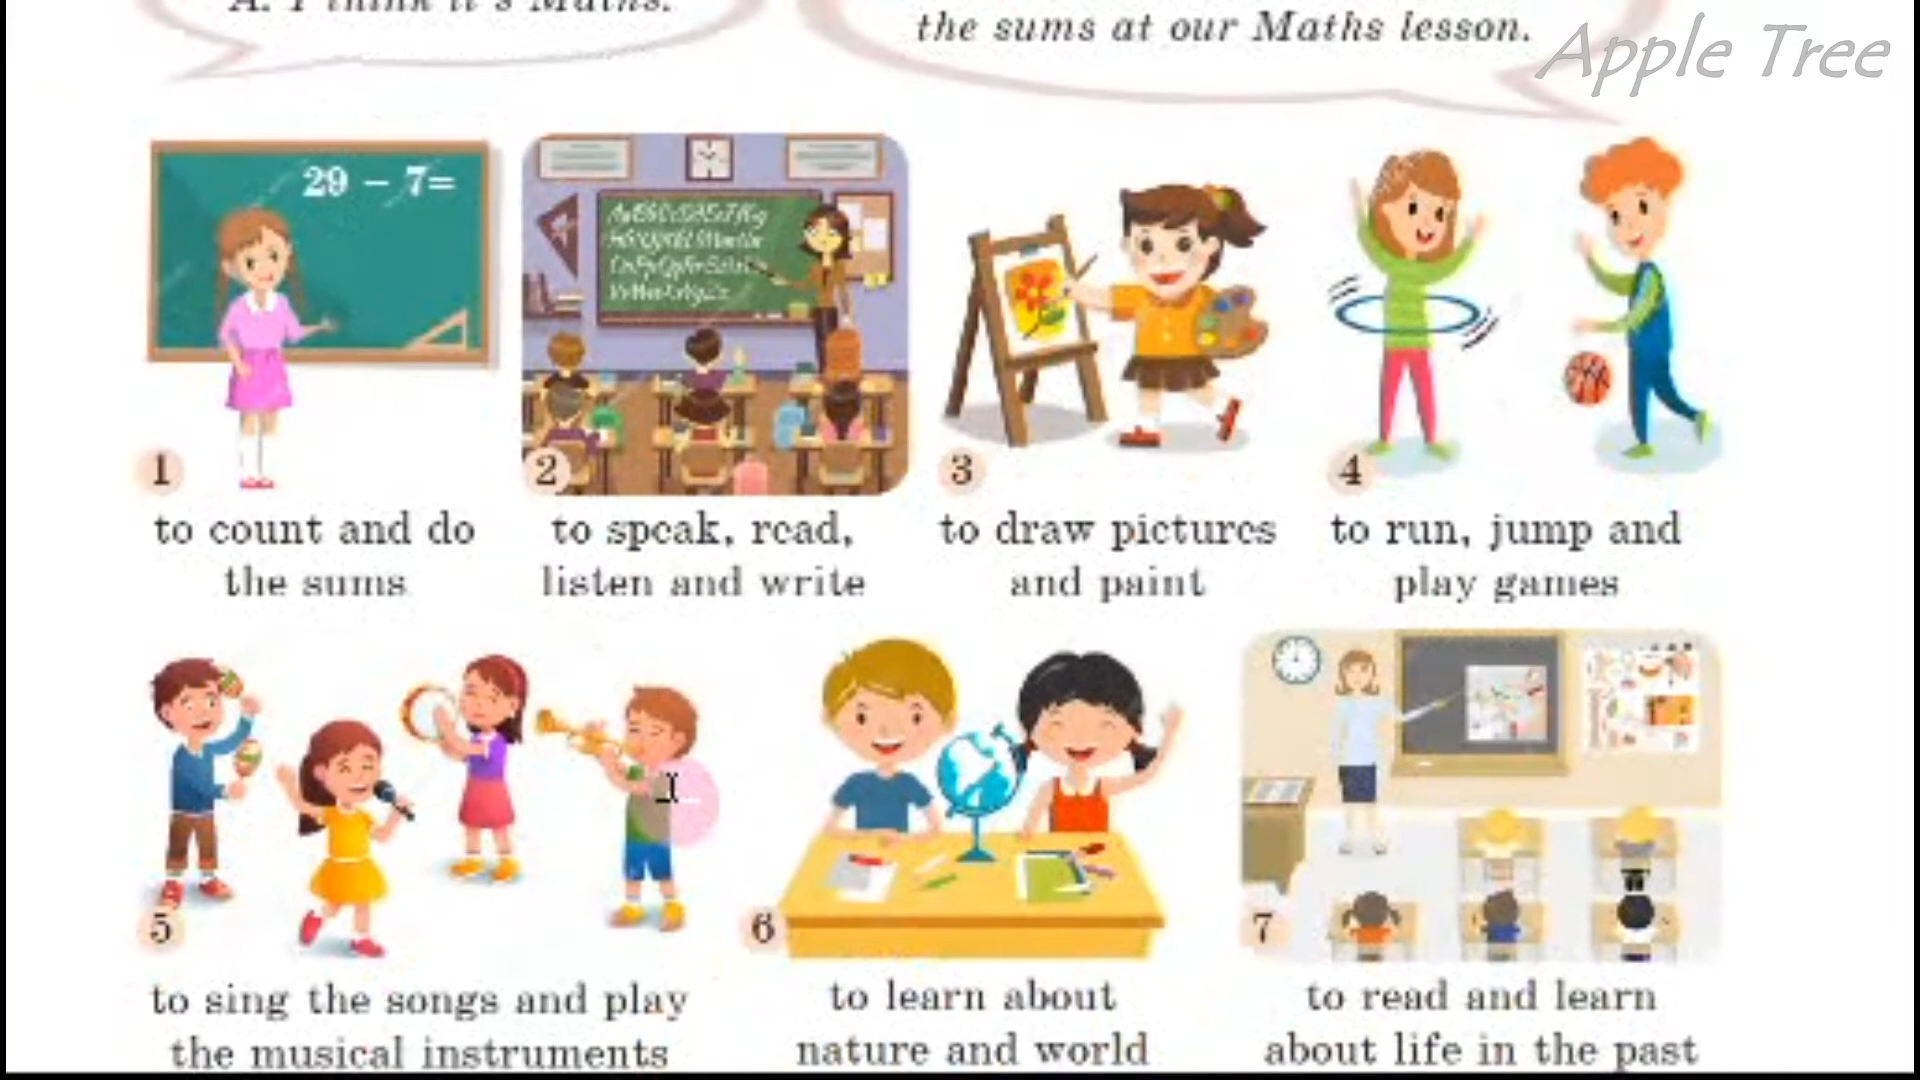 A: I think it's Maths.
the sums at our Maths lesson.
Apple Tree
29 – 7=
1
2
3
4
to count and do
the sums
to speak, read,
listen and write
to draw pictures
and paint
to run, jump and
play games
5
6
7
to sing the songs and play
the musical instruments
to learn about
nature and world
to read and learn
about life in the past